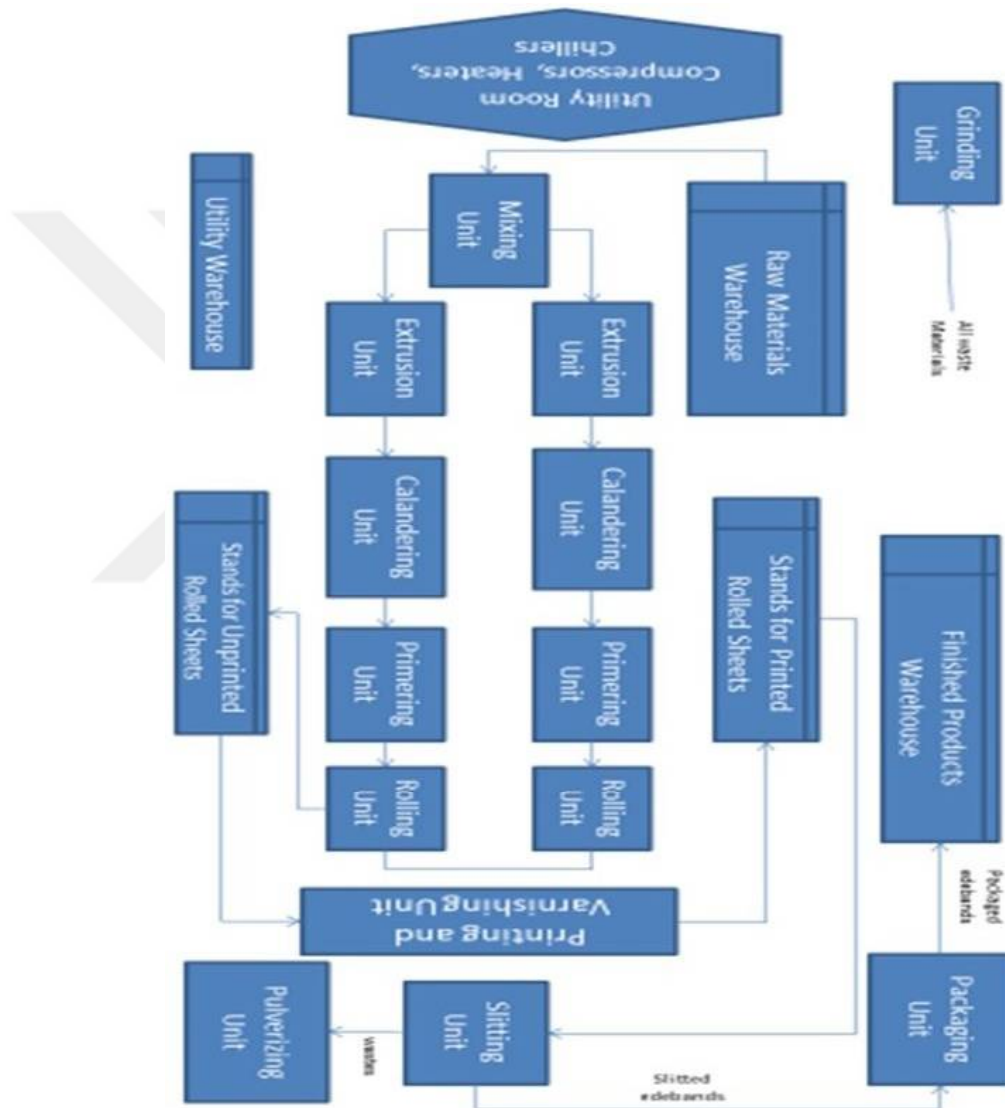 Utility Room
Compressors, Heaters,
Chillers
Grinding
Unit
All waste
Materials
Raw Materials
Warehouse
Mixing
Unit
Utility Warehouse
Extrusion
Unit
Extrusion
Unit
Calandering
Unit
Calandering
Unit
Primering
Unit
Primering
Unit
Rolling
Unit
Rolling
Unit
Stands for Unprinted
Rolled Sheets
Stands for Printed
Rolled Sheets
Finished Products
Warehouse
Packaged
edebands
Printing and
Varnishing Unit
Packaging
Unit
Slitting
Unit
Slitted
edebands
wastes
Pulverizing
Unit